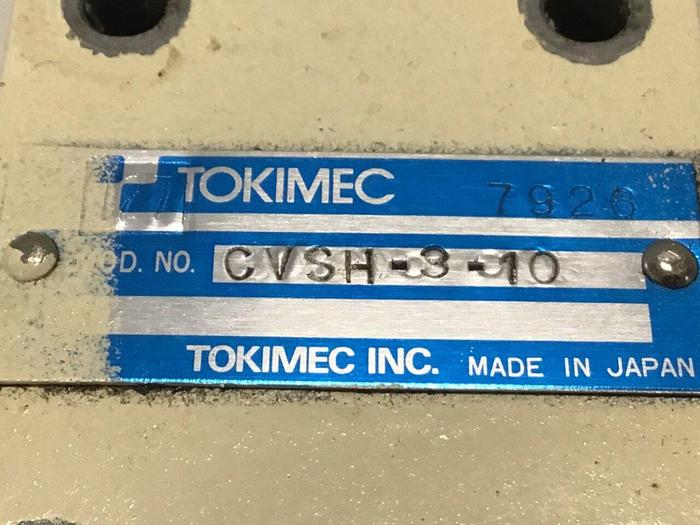 TOKIMEC 7926
OD. NO. CVSH-3-10
TOKIMEC INC. MADE IN JAPAN